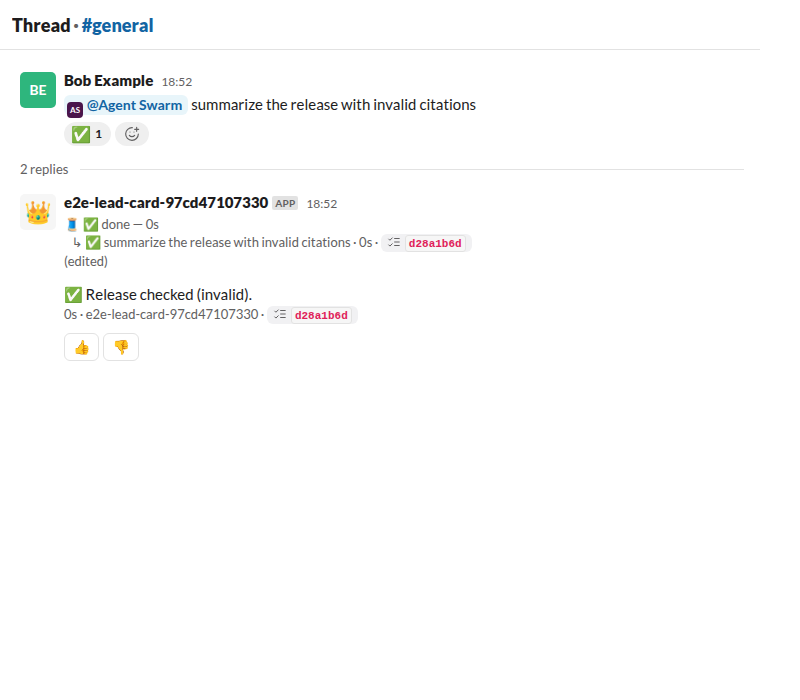 Thread • #general
BE
Bob Example 18:52
AS @Agent Swarm summarize the release with invalid citations
✅ 1
2 replies
e2e-lead-card-97cd47107330 APP 18:52
🧵 ✅ done — 0s
↳ ✅ summarize the release with invalid citations · 0s · d28a1b6d
(edited)
✅ Release checked (invalid).
0s · e2e-lead-card-97cd47107330 · d28a1b6d
👍 👎